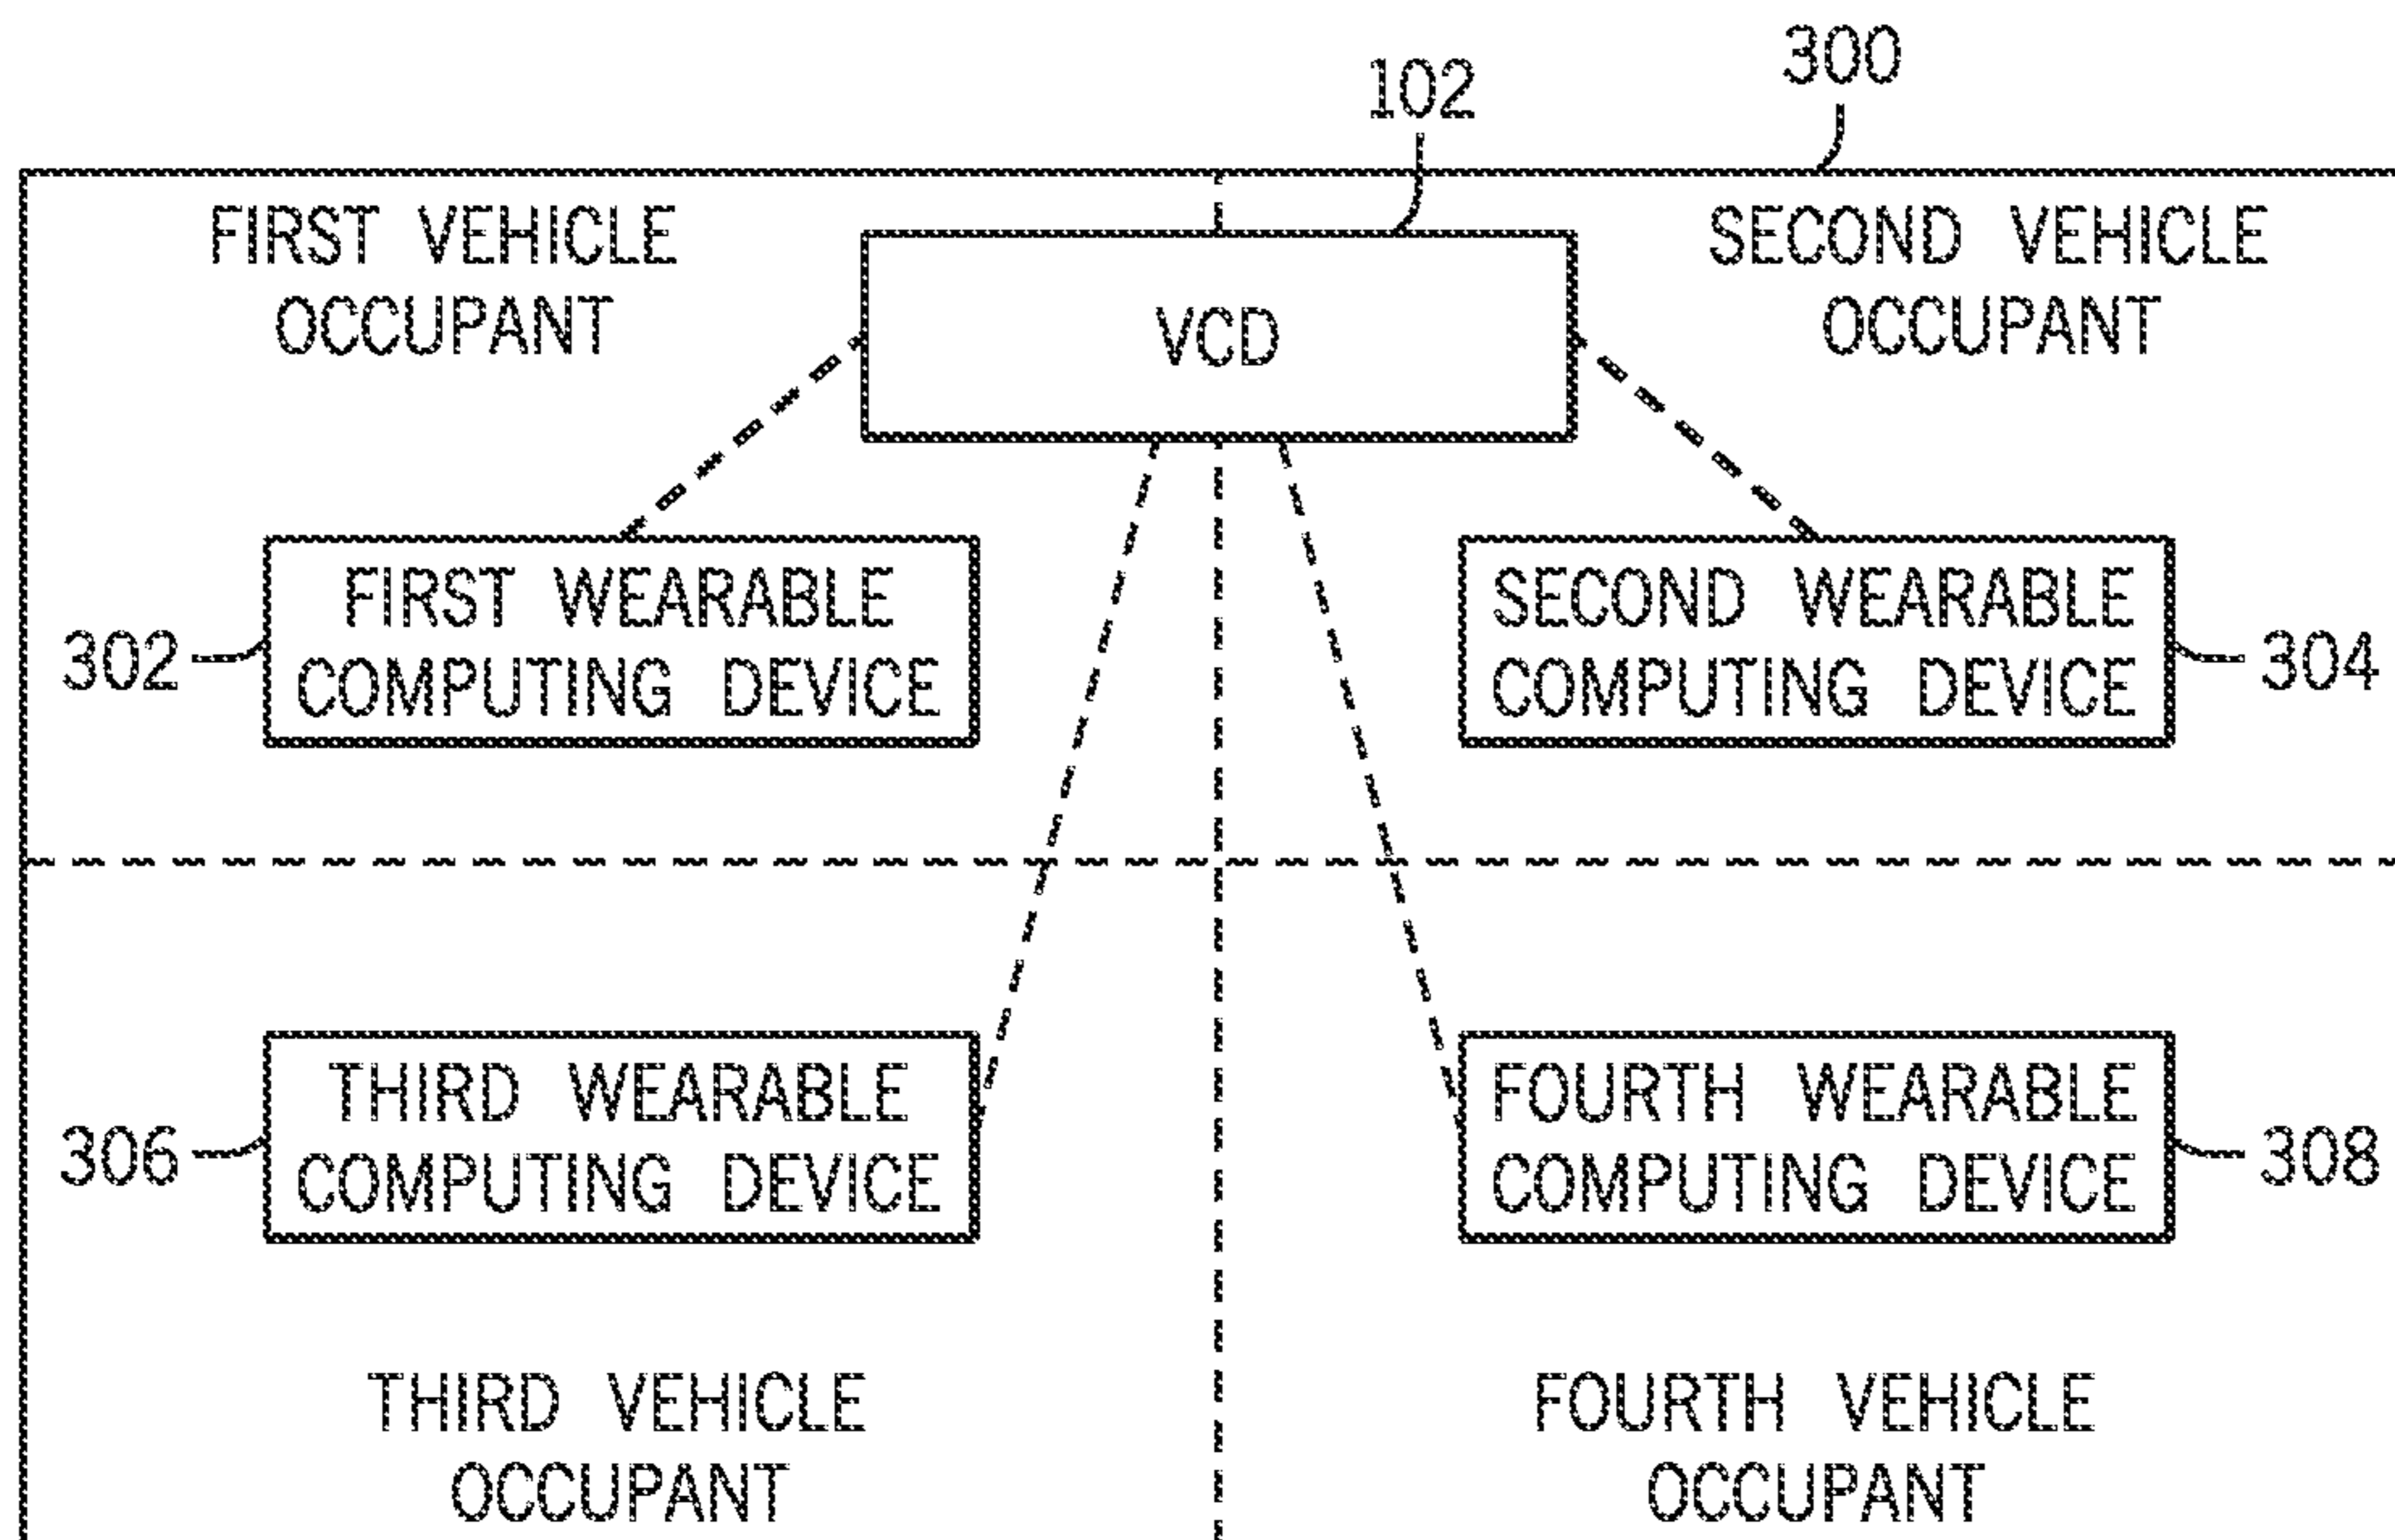 102
300
FIRST VEHICLE
OCCUPANT
SECOND VEHICLE
OCCUPANT
VCD
FIRST WEARABLE
COMPUTING DEVICE
302
SECOND WEARABLE
COMPUTING DEVICE
304
THIRD WEARABLE
COMPUTING DEVICE
306
FOURTH WEARABLE
COMPUTING DEVICE
308
THIRD VEHICLE
OCCUPANT
FOURTH VEHICLE
OCCUPANT